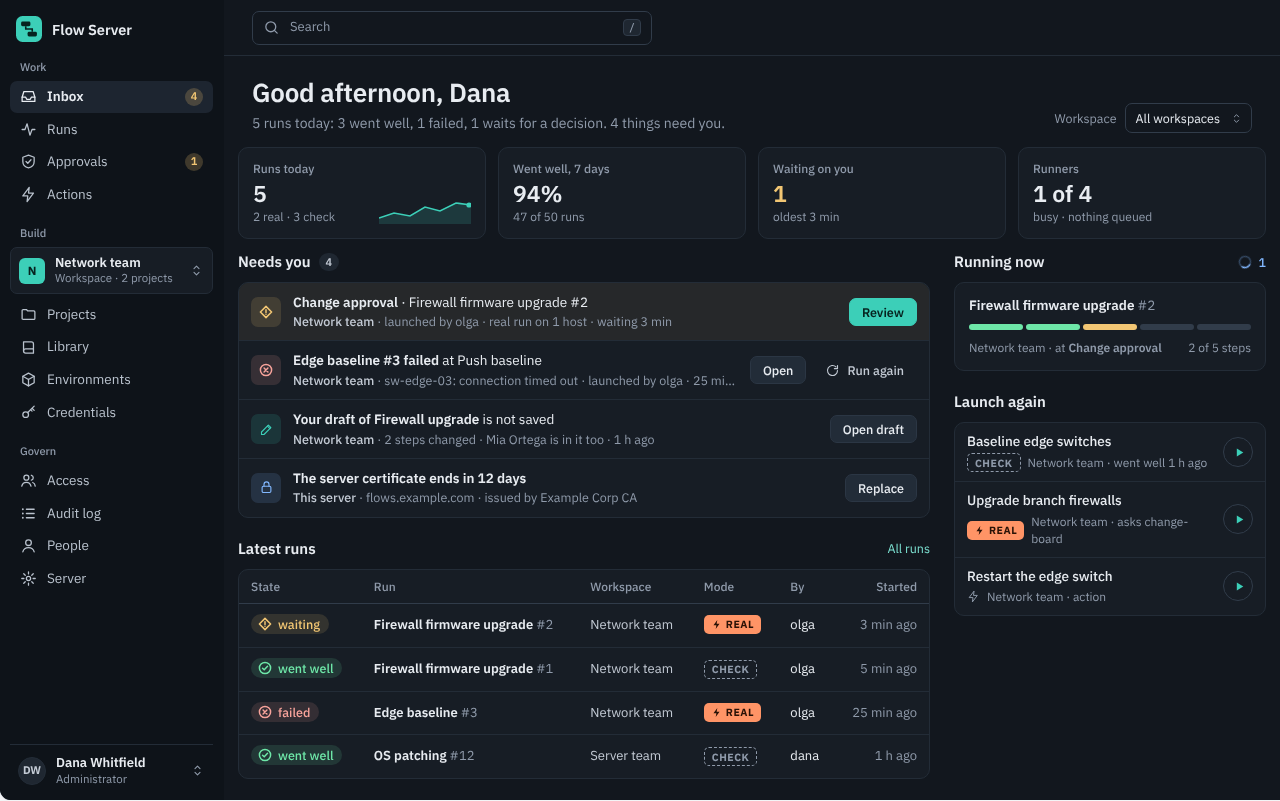 Flow Server
Search
/
Work
Inbox 4
Runs
Approvals 1
Actions
Build
N
Network team
Workspace · 2 projects
Projects
Library
Environments
Credentials
Govern
Access
Audit log
People
Server
DW
Dana Whitfield
Administrator
Good afternoon, Dana
5 runs today: 3 went well, 1 failed, 1 waits for a decision. 4 things need you.
Workspace All workspaces
Runs today
5
2 real · 3 check
Went well, 7 days
94%
47 of 50 runs
Waiting on you
1
oldest 3 min
Runners
1 of 4
busy · nothing queued
Needs you 4
Change approval · Firewall firmware upgrade #2
Network team · launched by olga · real run on 1 host · waiting 3 min
Review
Edge baseline #3 failed at Push baseline
Network team · sw-edge-03: connection timed out · launched by olga · 25 mi...
Open
Run again
Your draft of Firewall upgrade is not saved
Network team · 2 steps changed · Mia Ortega is in it too · 1 h ago
Open draft
The server certificate ends in 12 days
This server · flows.example.com · issued by Example Corp CA
Replace
Latest runs
All runs
State Run Workspace Mode By Started
waiting Firewall firmware upgrade #2 Network team REAL olga 3 min ago
went well Firewall firmware upgrade #1 Network team CHECK olga 5 min ago
failed Edge baseline #3 Network team REAL olga 25 min ago
went well OS patching #12 Server team CHECK dana 1 h ago
Running now 1
Firewall firmware upgrade #2
Network team · at Change approval 2 of 5 steps
Launch again
Baseline edge switches
CHECK Network team · went well 1 h ago
Upgrade branch firewalls
REAL Network team · asks change-
board
Restart the edge switch
Network team · action